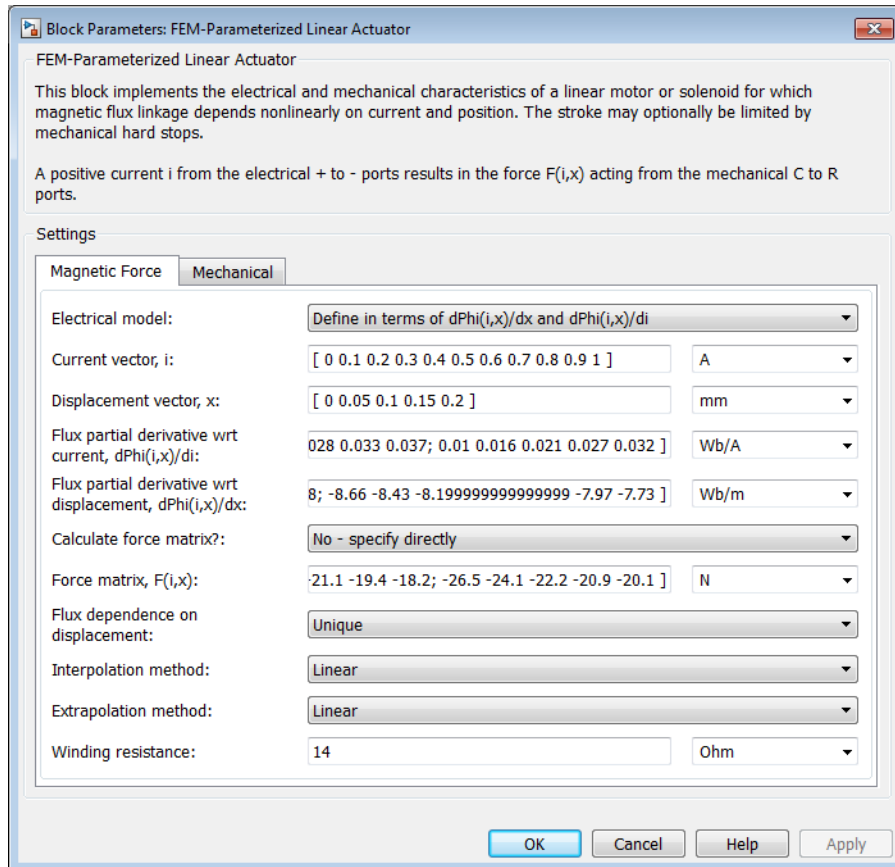 Block Parameters: FEM-Parameterized Linear Actuator
FEM-Parameterized Linear Actuator
This block implements the electrical and mechanical characteristics of a linear motor or solenoid for which
magnetic flux linkage depends nonlinearly on current and position. The stroke may optionally be limited by
mechanical hard stops.
A positive current i from the electrical + to - ports results in the force F(i,x) acting from the mechanical C to R
ports.
Settings
Magnetic Force Mechanical
Electrical model: Define in terms of dPhi(i,x)/dx and dPhi(i,x)/di
Current vector, i: [ 0 0.1 0.2 0.3 0.4 0.5 0.6 0.7 0.8 0.9 1 ] A
Displacement vector, x: [ 0 0.05 0.1 0.15 0.2 ] mm
Flux partial derivative wrt
current, dPhi(i,x)/di: 028 0.033 0.037; 0.01 0.016 0.021 0.027 0.032 ] Wb/A
Flux partial derivative wrt
displacement, dPhi(i,x)/dx: 8; -8.66 -8.43 -8.199999999999999 -7.97 -7.73 ] Wb/m
Calculate force matrix?: No - specify directly
Force matrix, F(i,x): -21.1 -19.4 -18.2; -26.5 -24.1 -22.2 -20.9 -20.1 ] N
Flux dependence on
displacement: Unique
Interpolation method: Linear
Extrapolation method: Linear
Winding resistance: 14 Ohm
OK Cancel Help Apply